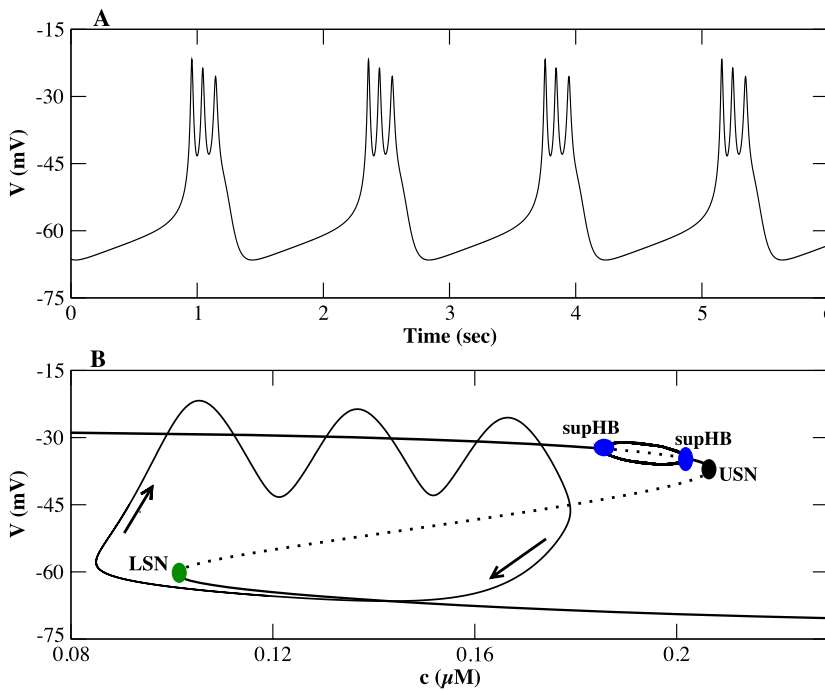 A
-15
-30
-45
-60
-75
V (mV)
0 1 2 3 4 5
Time (sec)
B
-15
-30
-45
-60
-75
V (mV)
supHB
supHB
USN
LSN
0.08 0.12 0.16 0.2
c (μM)